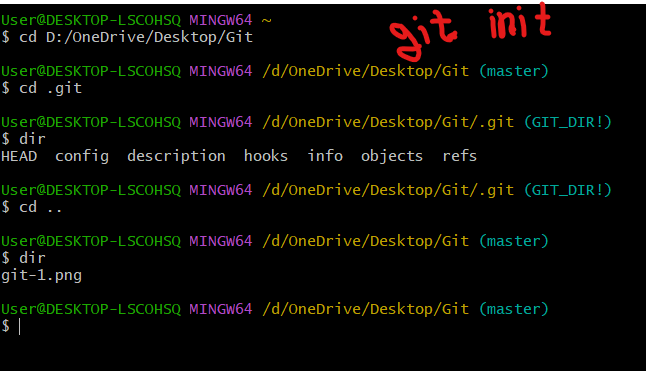 User@DESKTOP-LSCOHSQ MINGW64 ~
$ cd D:/OneDrive/Desktop/Git
git init
User@DESKTOP-LSCOHSQ MINGW64 /d/OneDrive/Desktop/Git (master)
$ cd .git
User@DESKTOP-LSCOHSQ MINGW64 /d/OneDrive/Desktop/Git/.git (GIT_DIR!)
$ dir
HEAD  config  description  hooks  info  objects  refs
User@DESKTOP-LSCOHSQ MINGW64 /d/OneDrive/Desktop/Git/.git (GIT_DIR!)
$ cd ..
User@DESKTOP-LSCOHSQ MINGW64 /d/OneDrive/Desktop/Git (master)
$ dir
git-1.png
User@DESKTOP-LSCOHSQ MINGW64 /d/OneDrive/Desktop/Git (master)
$